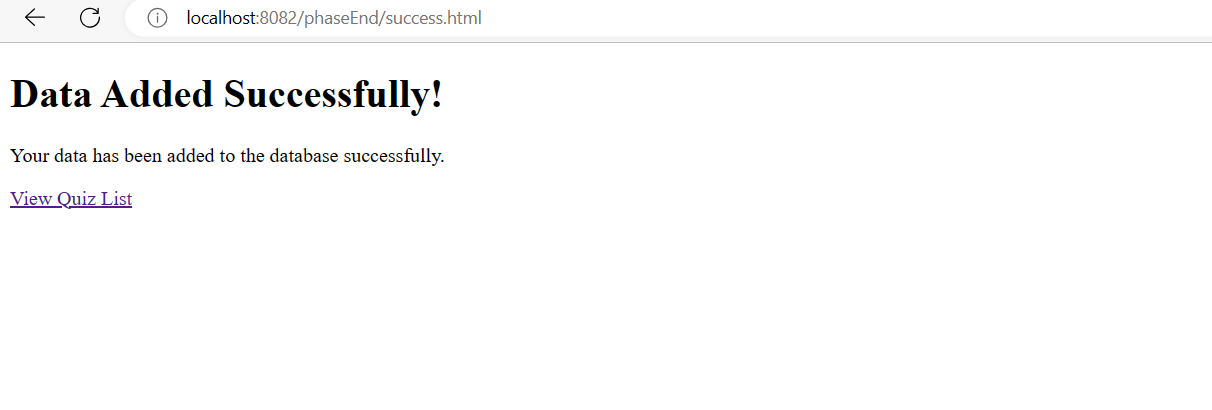 localhost:8082/phaseEnd/success.html
Data Added Successfully!
Your data has been added to the database successfully.
View Quiz List